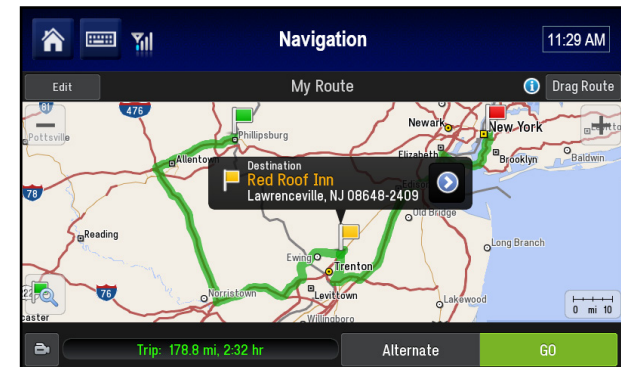 Navigation
11:29 AM
Edit
My Route
Drag Route
81
476
Pottsville
Phillipsburg
Newark
New York
Allentown
Elizabeth
Brooklyn
Baldwin
Destination
Red Roof Inn
Lawrenceville, NJ 08648-2409
78
Old Bridge
Reading
Long Branch
Ewing
Trenton
76
Norristown
Levittown
Lakewood
Willingboro
caster
0 mi 10
Trip: 178.8 mi, 2:32 hr
Alternate
GO